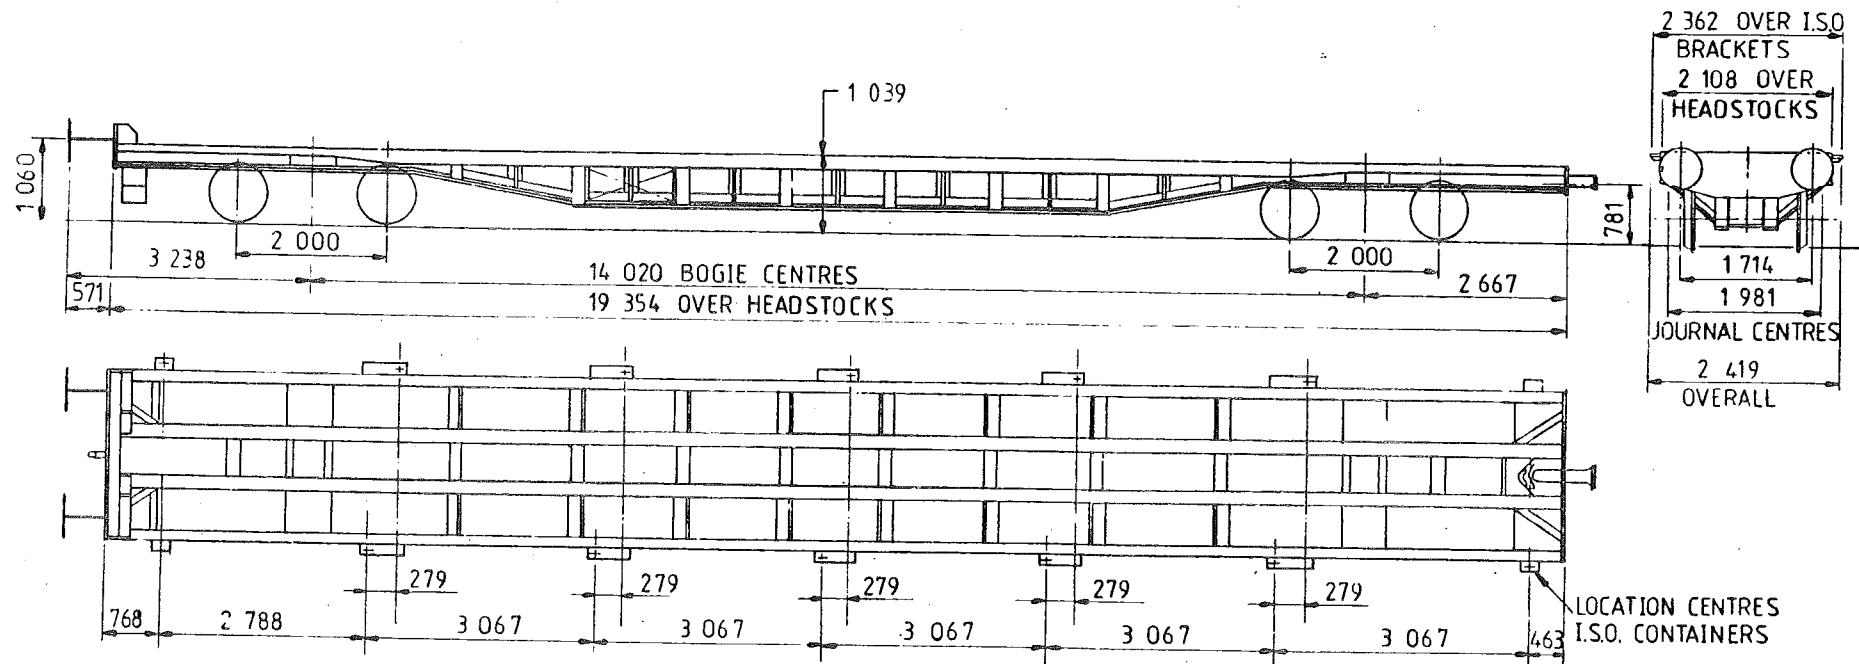 2 362 OVER I.S.O
BRACKETS
2 108 OVER
HEADSTOCKS
1 039
1 060
781
2 000
2 000
3 238
14 020 BOGIE CENTRES
2 667
571
19 354 OVER HEADSTOCKS
1 714
1 981
JOURNAL CENTRES
2 419
OVERALL
279
279
279
279
279
768
2 788
3 067
3 067
3 067
3 067
3 067
463
LOCATION CENTRES
I.S.O. CONTAINERS